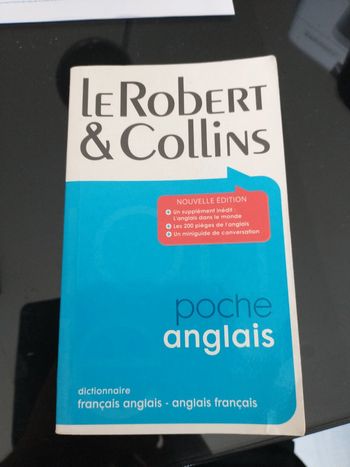 LE ROBERT
& Collins
NOUVELLE ÉDITION
Un supplément inédit :
L'anglais dans le monde
Les 200 pièges de l'anglais
Un miniguide de conversation
poche
anglais
dictionnaire
français anglais - anglais français